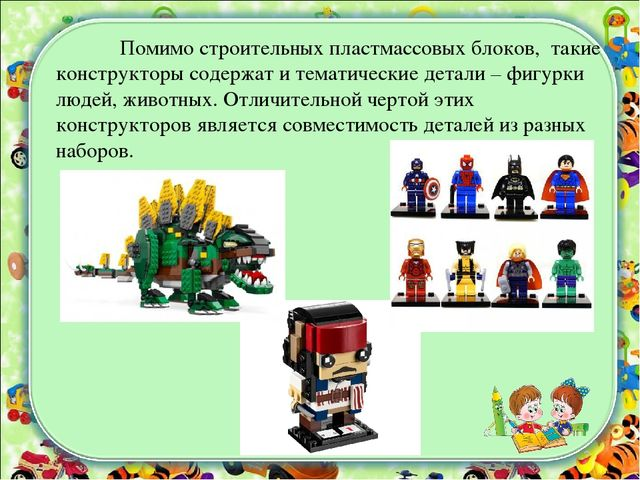 Помимо строительных пластмассовых блоков, такие
конструкторы содержат и тематические детали – фигурки
людей, животных. Отличительной чертой этих
конструкторов является совместимость деталей из разных
наборов.